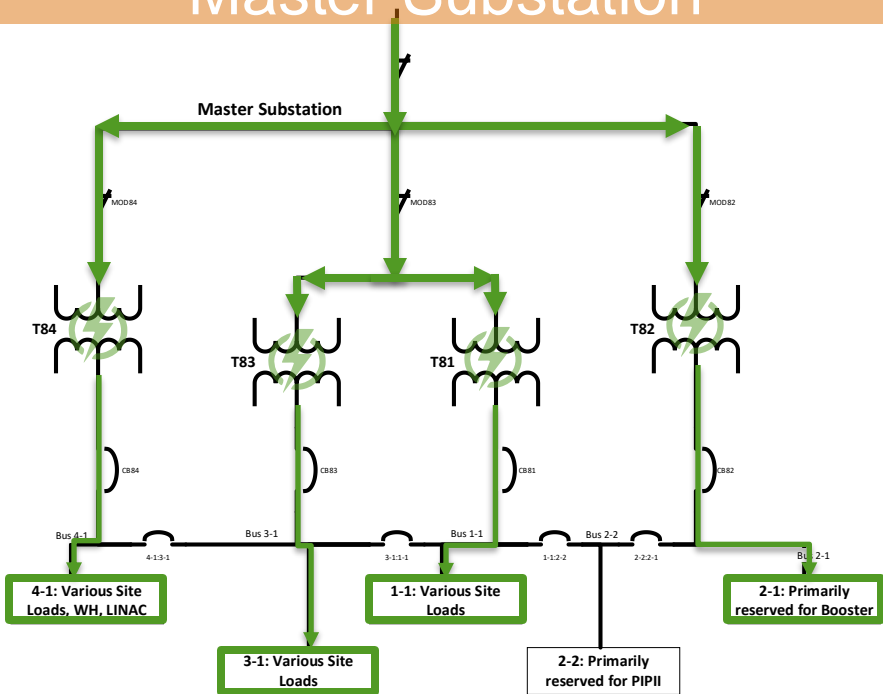 Master Substation
Master Substation
MOD84
MOD83
MOD82
T84
T83
T81
T82
CB84
CB83
CB81
CB82
Bus 4-1
Bus 3-1
Bus 1-1
Bus 2-2
Bus 2-1
4-1:3-1
3-1:1-1
1-1:2-2
2-2:2-1
4-1: Various Site
Loads, WH, LINAC
1-1: Various Site
Loads
2-1: Primarily
reserved for Booster
3-1: Various Site
Loads
2-2: Primarily
reserved for PIPII